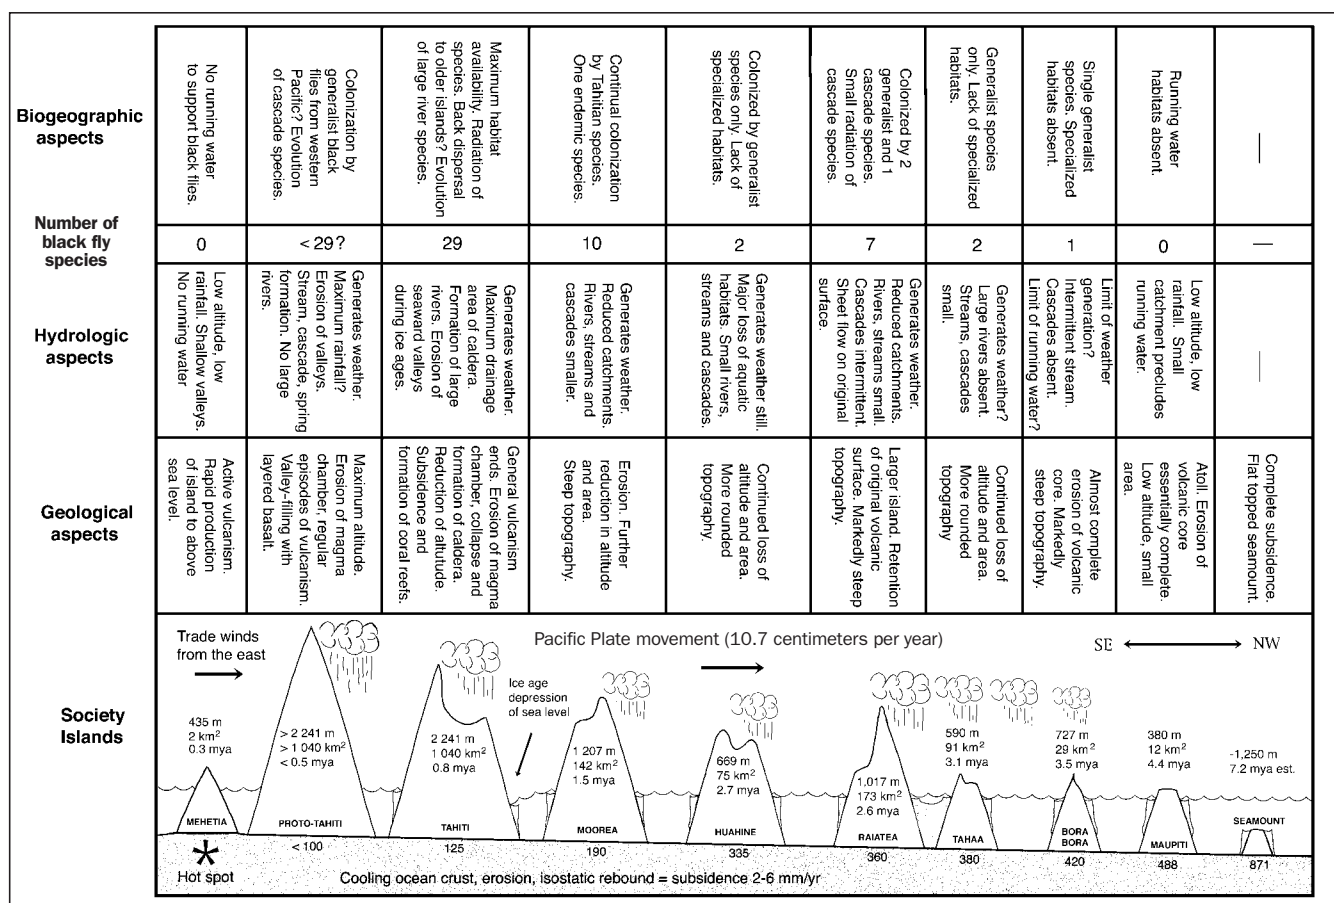 Biogeographic
aspects
No running water
to support black flies.
Colonization by
generalist black
flies from western
Pacific? Evolution
of cascade species.
Maximum habitat
availability. Radiation of
species. Back dispersal
to older islands? Evolution
of large river species.
Continual colonization
by Tahitian species.
One endemic species.
Colonized by generalist
species only. Lack of
specialized habitats.
Colonized by 2
generalist and 1
cascade species.
Small radiation of
cascade species.
Generalist species
only. Lack of specialized
habitats.
Single generalist
species. Specialized
habitats absent.
Running water
habitats absent.
—
Number of
black fly
species
0
< 29?
29
10
2
7
2
1
0
—
Hydrologic
aspects
Low altitude, low
rainfall. Shallow valleys.
No running water
Generates weather.
Maximum rainfall?
Erosion of valleys.
Stream, cascade, spring
formation. No large
rivers.
Generates weather.
Maximum drainage
area of caldera.
Formation of large
rivers. Erosion of
seaward valleys
during ice ages.
Generates weather.
Reduced catchments.
Rivers, streams and
cascades smaller.
Generates weather still.
Major loss of aquatic
habitats. Small rivers,
streams and cascades.
Generates weather.
Reduced catchments.
Rivers, streams small.
Cascades intermittent.
Sheet flow on original
surface.
Generates weather?
Large rivers absent.
Streams, cascades
small.
Limit of weather
generation?
Intermittent stream.
Cascades absent.
Limit of running water?
Low altitude, low
rainfall. Small
catchment precludes
running water.
—
Geological
aspects
Active vulcanism.
Rapid production
of island to above
sea level.
Maximum altitude.
Erosion of magma
chamber, regular
episodes of vulcanism.
Valley-filling with
layered basalt.
General vulcanism
ends. Erosion of magma
chamber, collapse and
formation of caldera.
Reduction of altutude.
Subsidence and
formation of coral reefs.
Erosion. Further
reduction in altitude
and area.
Steep topography.
Continued loss of
altitude and area.
More rounded
topography.
Larger island. Retention
of original volcanic
surface. Markedly steep
topography.
Continued loss of
altitude and area.
More rounded
topography
Almost complete
erosion of volcanic
core. Markedly
steep topography.
Atoll. Erosion of
volcanic core
essentially complete.
Low altitude, small
area.
Complete subsidence.
Flat topped seamount.
Society
Islands
Trade winds
from the east
Pacific Plate movement (10.7 centimeters per year)
SE
NW
Ice age
depression
of sea level
435 m
2 km²
0.3 mya
> 2 241 m
> 1 040 km²
< 0.5 mya
2 241 m
1 040 km²
0.8 mya
1 207 m
142 km²
1.5 mya
669 m
75 km²
2.7 mya
1,017 m
173 km²
2.6 mya
590 m
91 km²
3.1 mya
727 m
29 km²
3.5 mya
380 m
12 km²
4.4 mya
-1,250 m
7.2 mya est.
MEHETIA
PROTO-TAHITI
TAHITI
MOOREA
HUAHINE
RAIATEA
TAHAA
BORA
BORA
MAUPITI
SEAMOUNT
*
< 100
125
190
335
360
380
420
488
871
Hot spot
Cooling ocean crust, erosion, isostatic rebound = subsidence 2-6 mm/yr